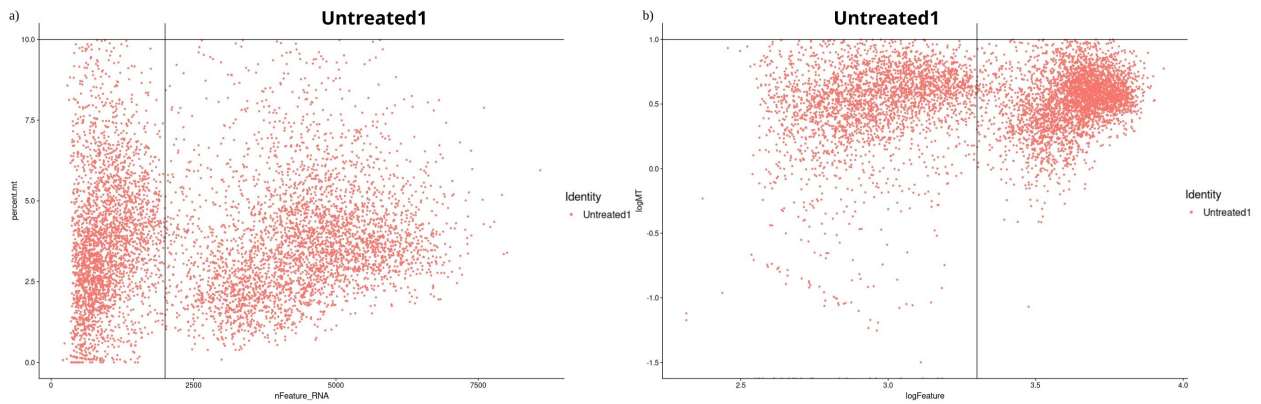 a)
Untreated1
10.0
7.5
5.0
2.5
0.0
percent.mt
0
2500
5000
7500
nFeature_RNA
Identity
Untreated1
b)
Untreated1
1.0
0.5
0.0
-0.5
-1.0
-1.5
logMT
2.5
3.0
3.5
4.0
logFeature
Identity
Untreated1